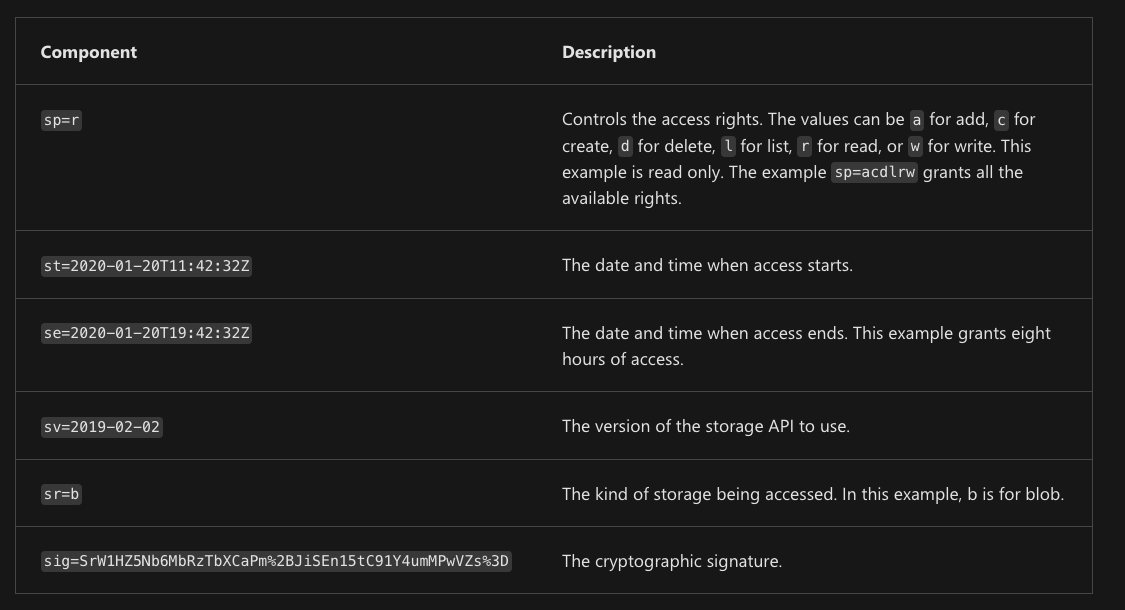 Component Description
sp=r Controls the access rights. The values can be a for add, c for
create, d for delete, l for list, r for read, or w for write. This
example is read only. The example sp=acdlrw grants all the
available rights.
st=2020-01-20T11:42:32Z The date and time when access starts.
se=2020-01-20T19:42:32Z The date and time when access ends. This example grants eight
hours of access.
sv=2019-02-02 The version of the storage API to use.
sr=b The kind of storage being accessed. In this example, b is for blob.
sig=SrW1HZ5Nb6MbRzTbXCaPm%2BJiSEn15tC91Y4umMPwVZs%3D The cryptographic signature.